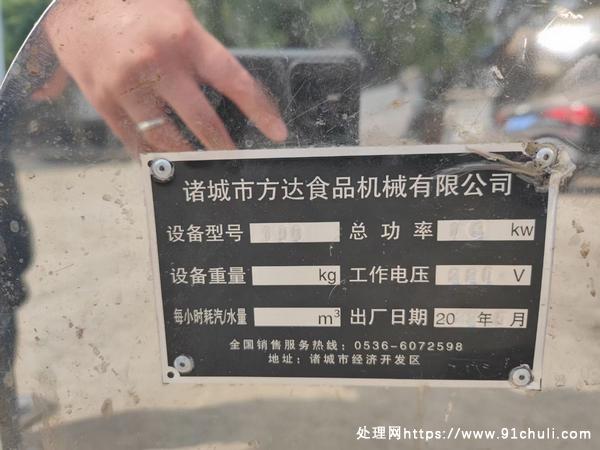 诸城市方达食品机械有限公司
设备型号 总功率 kw
设备重量 kg 工作电压 V
每小时耗汽/水量 m³ 出厂日期 20 年 月
全国销售服务热线：0536-6072598
地址：诸城市经济开发区
处理网https://www.91chuli.com/